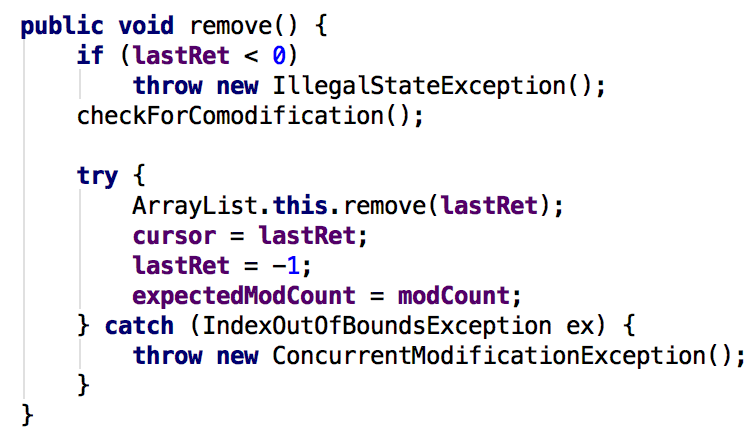 public void remove() {
    if (lastRet < 0)
        throw new IllegalStateException();
    checkForComodification();

    try {
        ArrayList.this.remove(lastRet);
        cursor = lastRet;
        lastRet = -1;
        expectedModCount = modCount;
    } catch (IndexOutOfBoundsException ex) {
        throw new ConcurrentModificationException();
    }
}